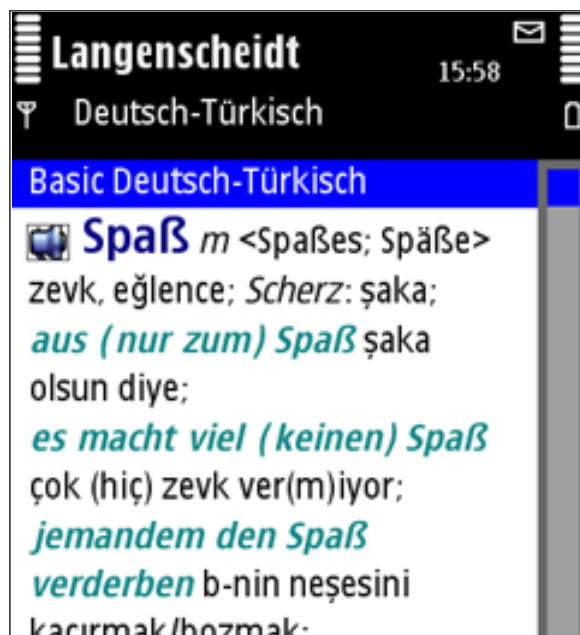 Langenscheidt
15:58
Deutsch-Türkisch
Basic Deutsch-Türkisch
Spaß m <Spaßes; Späße>
zevk, eğlence; Scherz: şaka;
aus (nur zum) Spaß şaka
olsun diye;
es macht viel (keinen) Spaß
çok (hiç) zevk ver(m)iyor;
jemandem den Spaß
verderben b-nin neşesini
kaçırmak/bozmak;